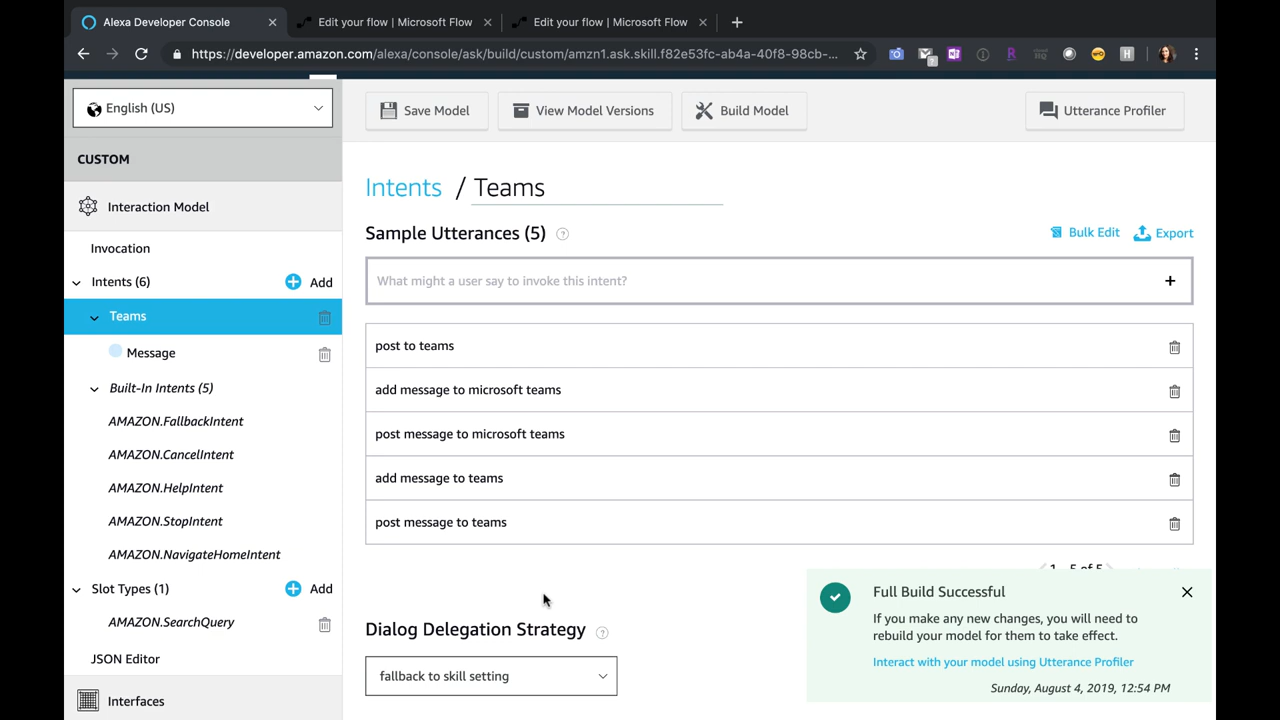 Alexa Developer Console
Edit your flow | Microsoft Flow
Edit your flow | Microsoft Flow
https://developer.amazon.com/alexa/console/ask/build/custom/amzn1.ask.skill.f82e53fc-ab4a-40f8-98cb-...
English (US)
Save Model
View Model Versions
Build Model
Utterance Profiler
CUSTOM
Interaction Model
Invocation
Intents (6)
Add
Teams
Message
Built-In Intents (5)
AMAZON.FallbackIntent
AMAZON.CancelIntent
AMAZON.HelpIntent
AMAZON.StopIntent
AMAZON.NavigateHomeIntent
Slot Types (1)
Add
AMAZON.SearchQuery
JSON Editor
Interfaces
Intents / Teams
Sample Utterances (5)
Bulk Edit
Export
What might a user say to invoke this intent?
post to teams
add message to microsoft teams
post message to microsoft teams
add message to teams
post message to teams
1 – 5 of 5
Dialog Delegation Strategy
fallback to skill setting
Full Build Successful
If you make any new changes, you will need to
rebuild your model for them to take effect.
Interact with your model using Utterance Profiler
Sunday, August 4, 2019, 12:54 PM